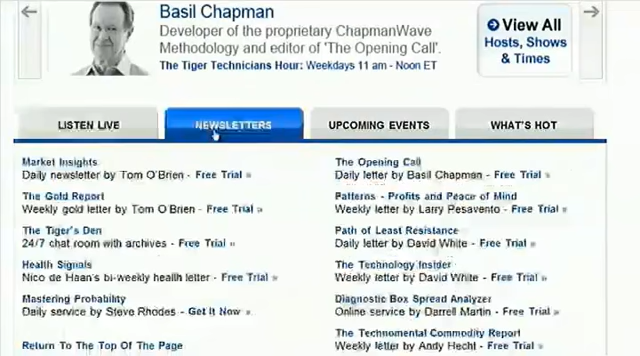 Basil Chapman
Developer of the proprietary ChapmanWave
Methodology and editor of 'The Opening Call'.
The Tiger Technicians Hour: Weekdays 11 am - Noon ET
View All
Hosts, Shows
& Times
LISTEN LIVE
NEWSLETTERS
UPCOMING EVENTS
WHAT'S HOT
Market Insights
Daily newsletter by Tom O'Brien - Free Trial »
The Gold Report
Weekly gold letter by Tom O'Brien - Free Trial »
The Tiger's Den
24/7 chat room with archives - Free Trial »
Health Signals
Nico de Haan's bi-weekly health letter - Free Trial »
Mastering Probability
Daily service by Steve Rhodes - Get It Now »
Return To The Top Of The Page
The Opening Call
Daily letter by Basil Chapman - Free Trial »
Patterns - Profits and Peace of Mind
Weekly letter by Larry Pesavento - Free Trial »
Path of Least Resistance
Daily letter by David White - Free Trial »
The Technology Insider
Weekly letter by David White - Free Trial »
Diagnostic Box Spread Analyzer
Online service by Darrell Martin - Free Trial »
The Technomental Commodity Report
Weekly letter by Andy Hecht - Free Trial »